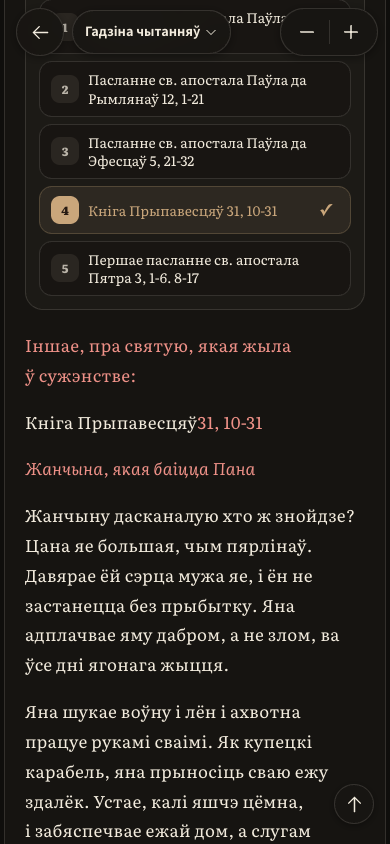 1
ла Паўла
Гадзіна чытанняў
2
Пасланне св. апостала Паўла да
Рымлянаў 12, 1-21
3
Пасланне св. апостала Паўла да
Эфесцаў 5, 21-32
4
Кніга Прыпавесцяў 31, 10-31
5
Першае пасланне св. апостала
Пятра 3, 1-6. 8-17
Іншае, пра святую, якая жыла
ў сужэнстве:
Кніга Прыпавесцяў31, 10-31
Жанчына, якая баіцца Пана
Жанчыну дасканалую хто ж знойдзе?
Цана яе большая, чым пярлінаў.
Давярае ёй сэрца мужа яе, і ён не
застанецца без прыбытку. Яна
адплачвае яму дабром, а не злом, ва
ўсе дні ягонага жыцця.
Яна шукае воўну і лён і ахвотна
працуе рукамі сваімі. Як купецкі
карабель, яна прыносіць сваю ежу
здалёк. Устае, калі яшчэ цёмна,
і забяспечвае ежай дом, а слугам